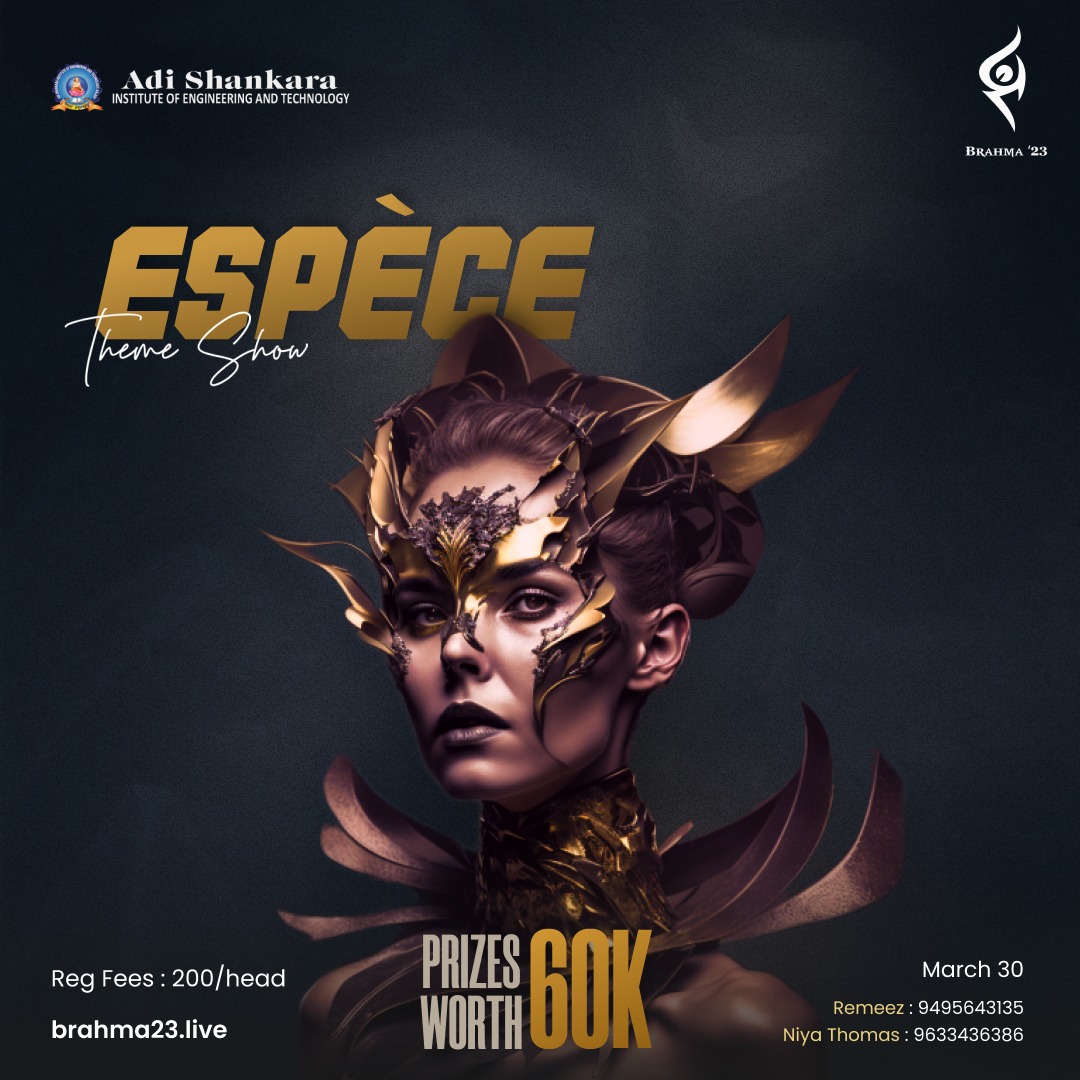 Adi Shankara
INSTITUTE OF ENGINEERING AND TECHNOLOGY
BRAHMA '23
ESPÈCE
Theme Show
PRIZES
WORTH
60K
Reg Fees : 200/head
brahma23.live
March 30
Remeez : 9495643135
Niya Thomas : 9633436386